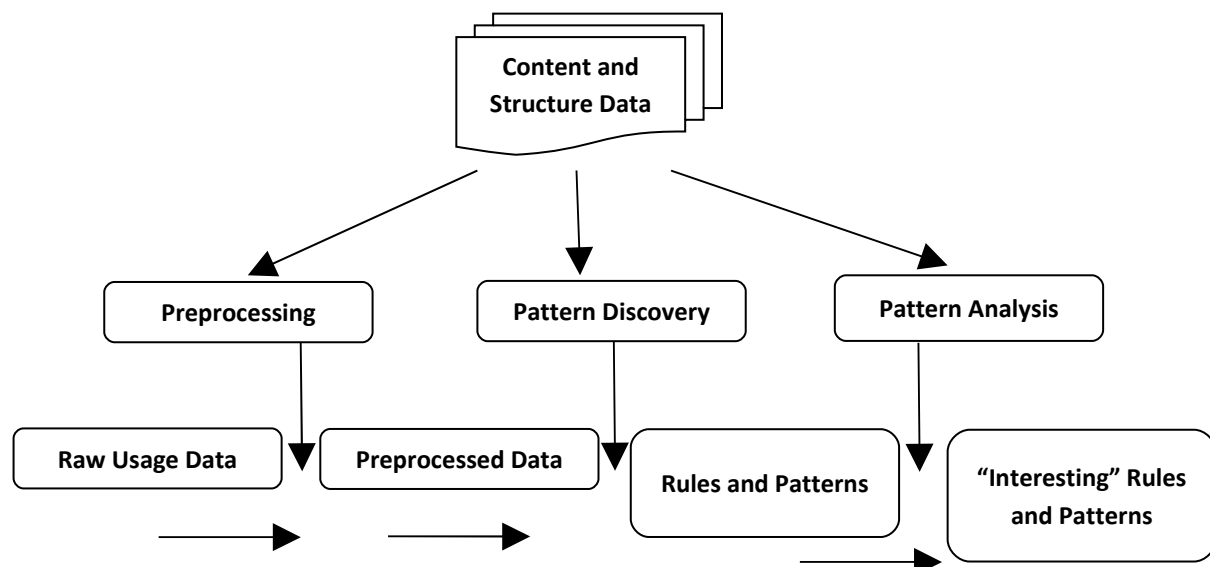 Content and
Structure Data
Preprocessing
Pattern Discovery
Pattern Analysis
Raw Usage Data
Preprocessed Data
Rules and Patterns
“Interesting” Rules
and Patterns